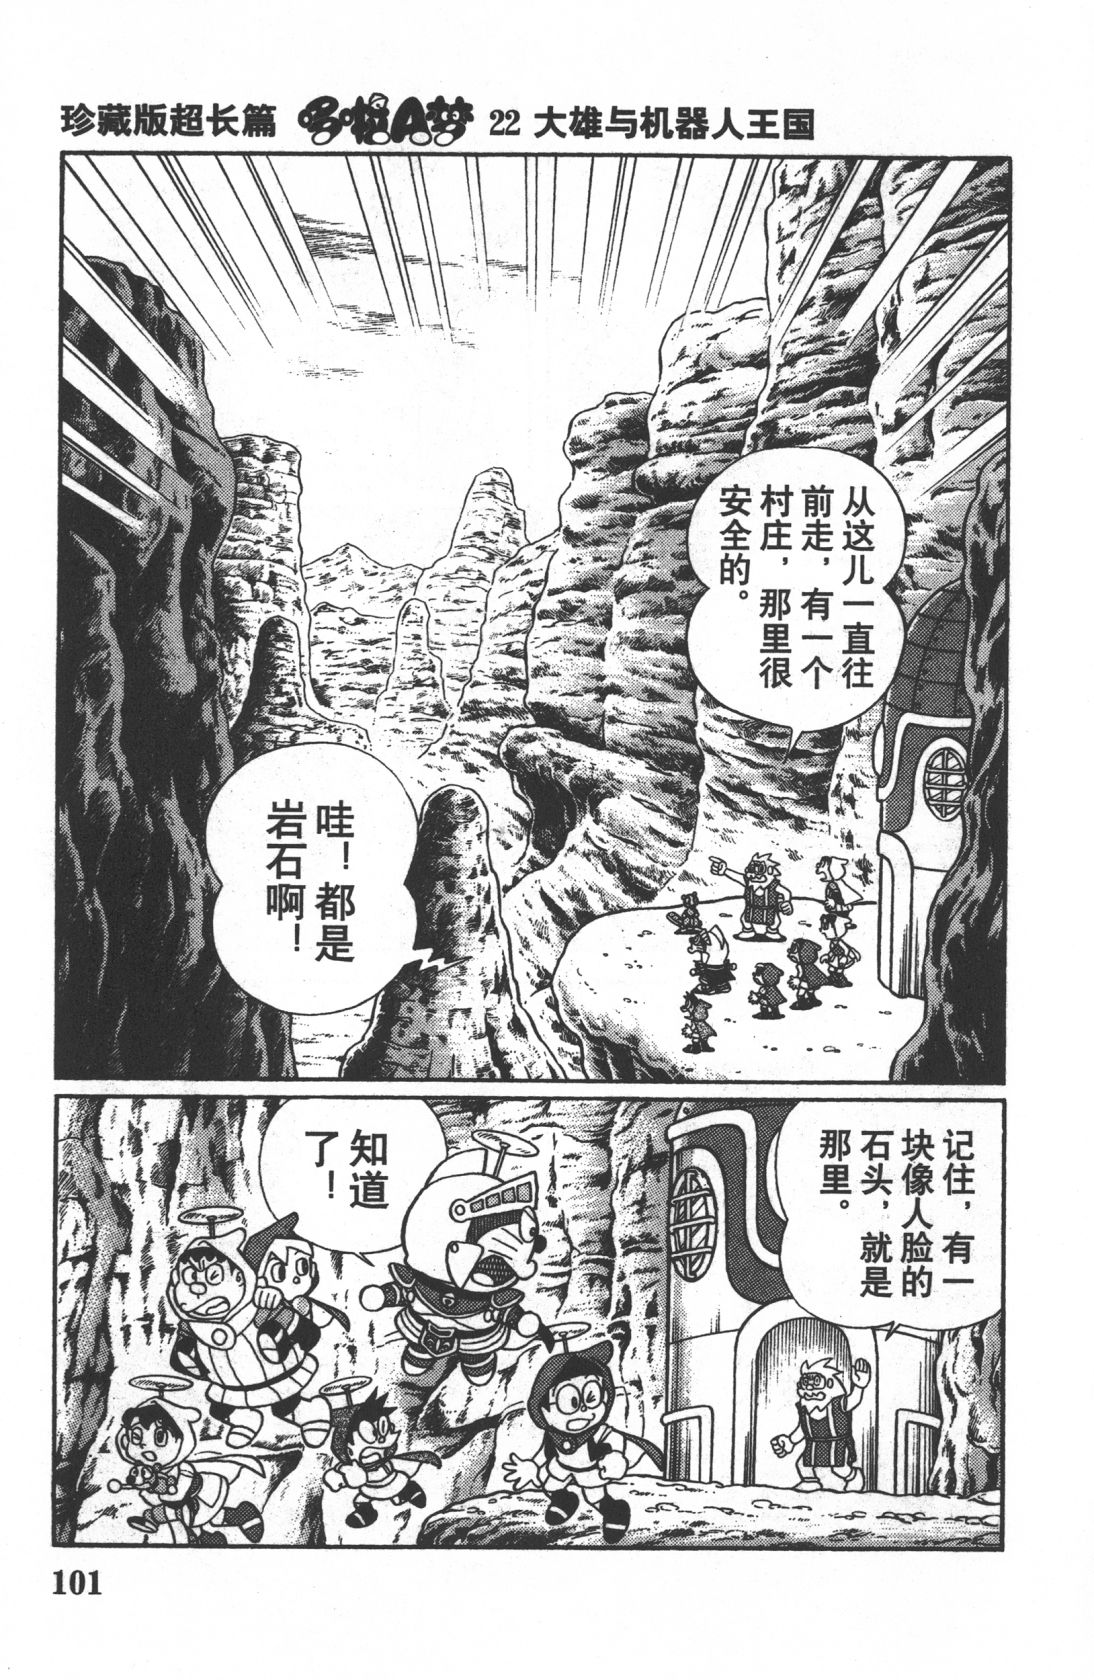 珍藏版超长篇 哆啦A梦 22 大雄与机器人王国
从这儿一直往
前走，有一个
村庄，那里很
安全的。
哇！都是
岩石啊！
记住，有一
块像人脸的
石头，就是
那里。
知道
了！
101